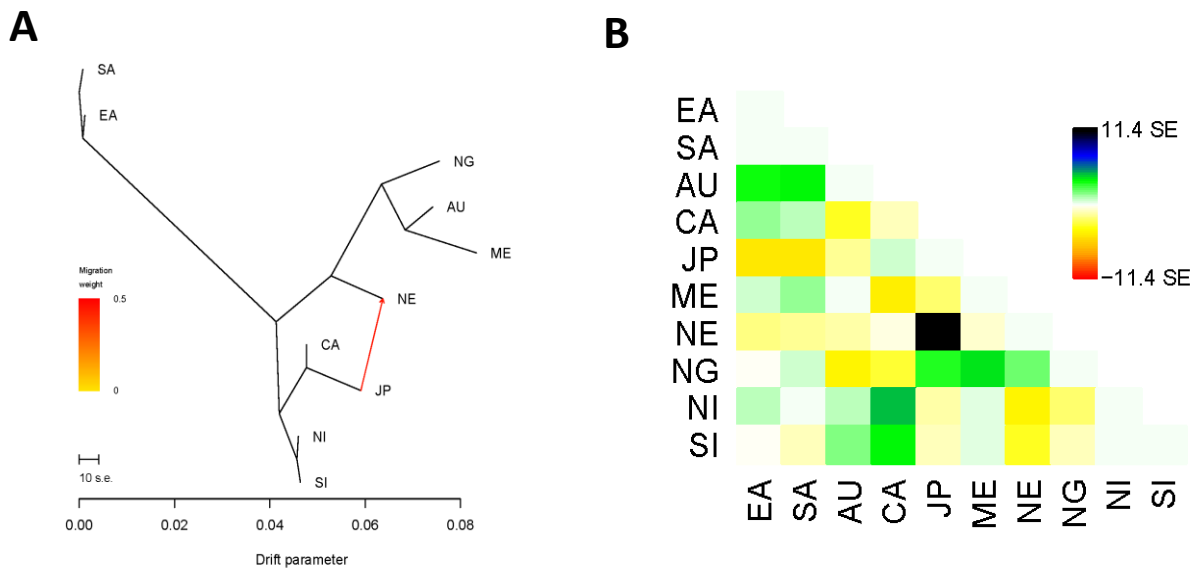 A
SA
EA
NG
AU
ME
NE
CA
JP
NI
SI
Migration
weight
0.5
0
10 s.e.
0.00 0.02 0.04 0.06 0.08
Drift parameter
B
EA
SA
AU
CA
JP
ME
NE
NG
NI
SI
11.4 SE
−11.4 SE
EA SA AU CA JP ME NE NG NI SI